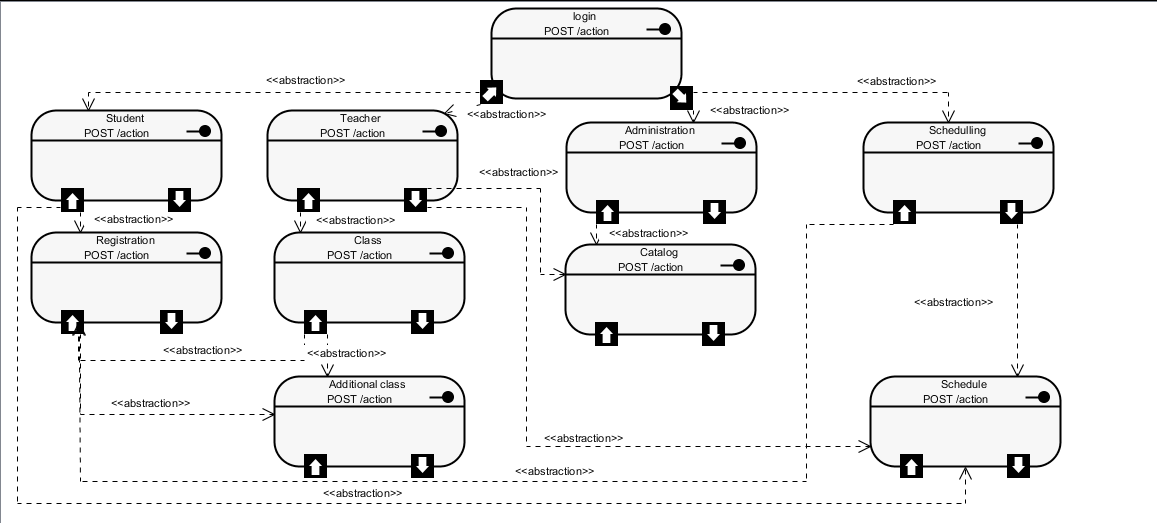 login
POST /action
<<abstraction>>
<<abstraction>>
<<abstraction>>
<<abstraction>>
Student
POST /action
Teacher
POST /action
Administration
POST /action
Schedulling
POST /action
<<abstraction>>
<<abstraction>>
<<abstraction>>
<<abstraction>>
Registration
POST /action
Class
POST /action
Catalog
POST /action
<<abstraction>>
<<abstraction>>
<<abstraction>>
Additional class
POST /action
Schedule
POST /action
<<abstraction>>
<<abstraction>>
<<abstraction>>
<<abstraction>>